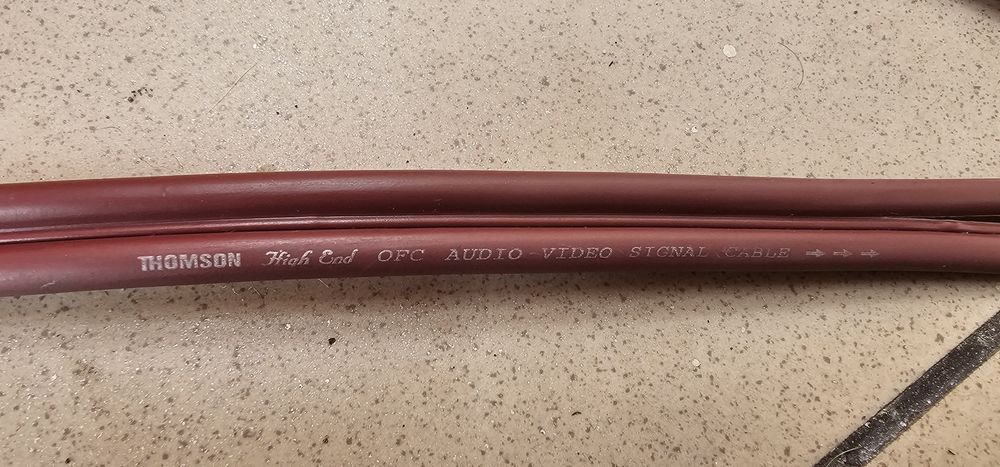 THOMSON High End OFC AUDIO-VIDEO SIGNAL CABLE ⇒ ⇒ ⇒